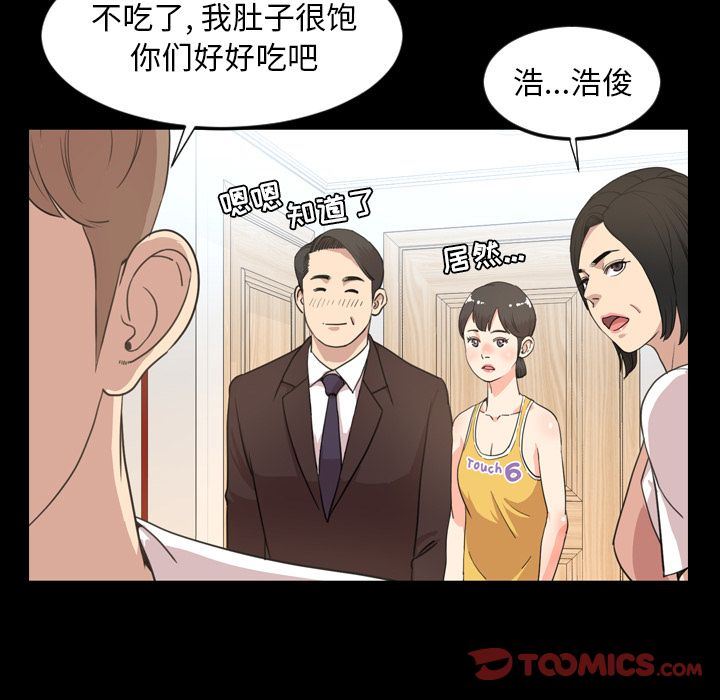 不吃了, 我肚子很饱
你们好好吃吧
浩...浩俊
嗯嗯 知道了
居然...
Touch 6
TOOMICS.COM